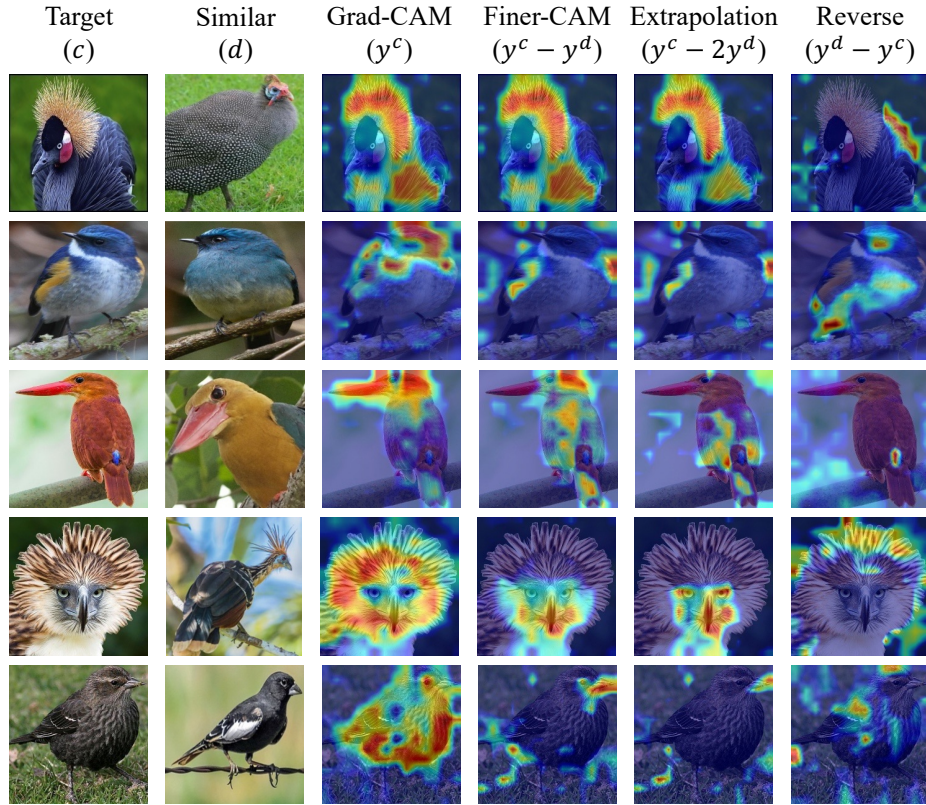 Target Similar Grad-CAM Finer-CAM Extrapolation Reverse
(c) (d) (y^c) (y^c − y^d) (y^c − 2y^d) (y^d − y^c)